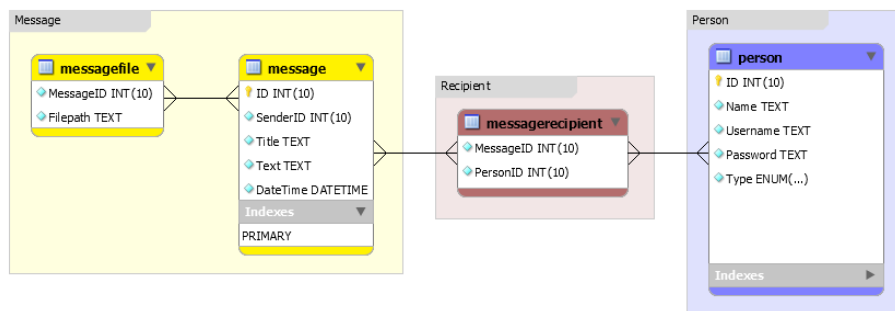 Message
messagefile
MessageID INT(10)
Filepath TEXT
message
ID INT(10)
SenderID INT(10)
Title TEXT
Text TEXT
DateTime DATETIME
Indexes
PRIMARY
Recipient
messagerecipient
MessageID INT(10)
PersonID INT(10)
Person
person
ID INT(10)
Name TEXT
Username TEXT
Password TEXT
Type ENUM(...)
Indexes